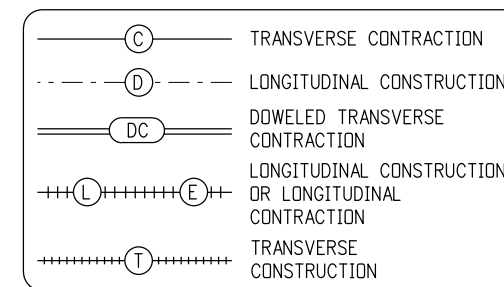 C TRANSVERSE CONTRACTION
D LONGITUDINAL CONSTRUCTION
DC DOWELED TRANSVERSE
CONTRACTION
LONGITUDINAL CONSTRUCTION
L E OR LONGITUDINAL
CONTRACTION
TRANSVERSE
T CONSTRUCTION